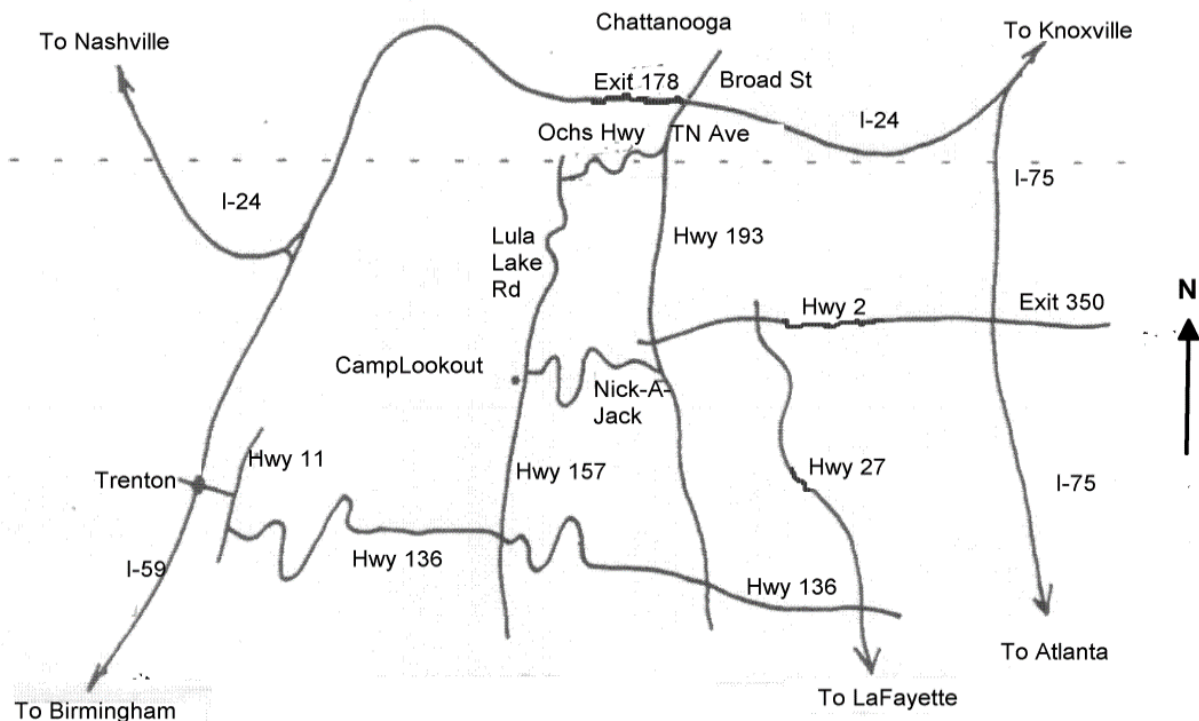 Chattanooga
To Nashville
To Knoxville
Exit 178
Broad St
Ochs Hwy
TN Ave
I-24
I-75
I-24
Lula
Lake
Rd
Hwy 193
N
Hwy 2
Exit 350
CampLookout
Nick-A-
Jack
Hwy 11
Trenton
Hwy 157
Hwy 27
I-75
I-59
Hwy 136
Hwy 136
To Atlanta
To LaFayette
To Birmingham